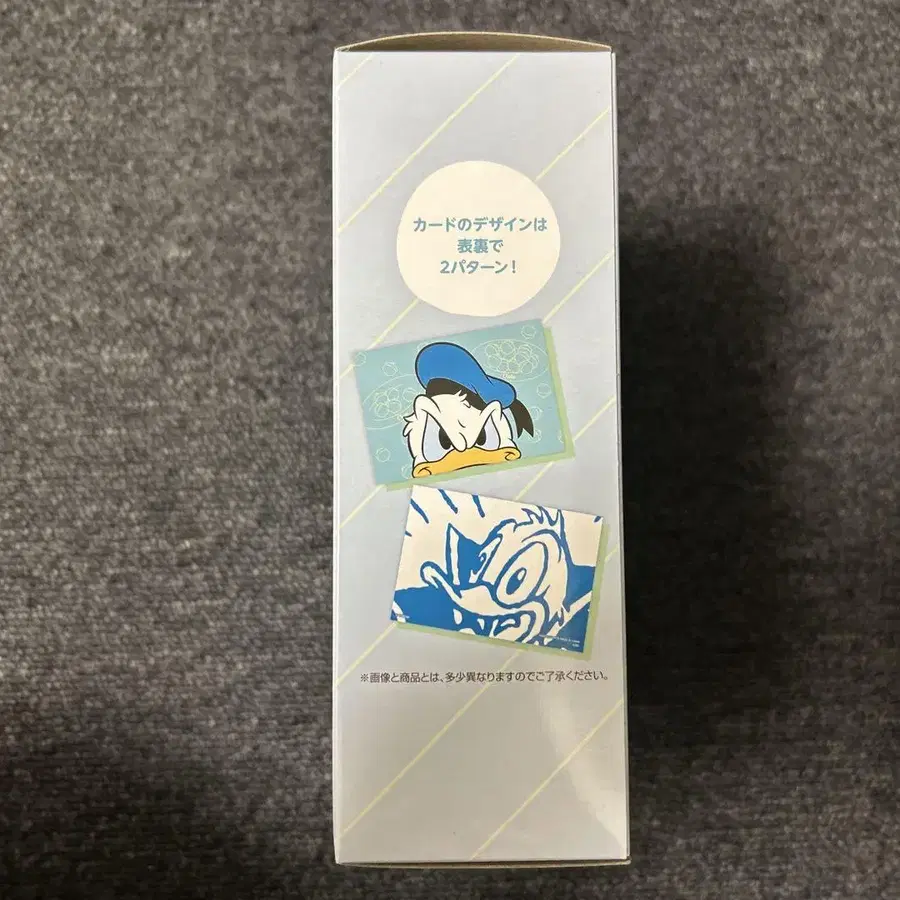 カードのデザインは
表裏で
2パターン!
※画像と商品とは、多少異なりますのでご了承ください。